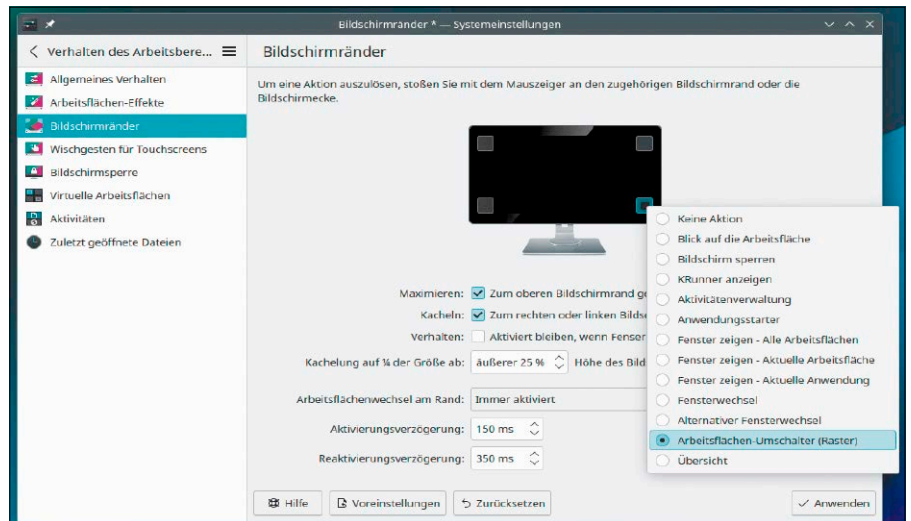 Bildschirmränder * — Systemeinstellungen
Verhalten des Arbeitsbere...
Bildschirmränder
Allgemeines Verhalten
Arbeitsflächen-Effekte
Bildschirmränder
Wischgesten für Touchscreens
Bildschirmsperre
Virtuelle Arbeitsflächen
Aktivitäten
Zuletzt geöffnete Dateien
Um eine Aktion auszulösen, stoßen Sie mit dem Mauszeiger an den zugehörigen Bildschirmrand oder die
Bildschirmecke.
Keine Aktion
Blick auf die Arbeitsfläche
Bildschirm sperren
KRunner anzeigen
Aktivitätenverwaltung
Anwendungsstarter
Fenster zeigen - Alle Arbeitsflächen
Fenster zeigen - Aktuelle Arbeitsfläche
Fenster zeigen - Aktuelle Anwendung
Fensterwechsel
Alternativer Fensterwechsel
Arbeitsflächen-Umschalter (Raster)
Übersicht
Maximieren: Zum oberen Bildschirmrand ge
Kacheln: Zum rechten oder linken Bilds
Verhalten: Aktiviert bleiben, wenn Fenser
Kachelung auf ¼ der Größe ab: äußerer 25 % Höhe des Bild
Arbeitsflächenwechsel am Rand: Immer aktiviert
Aktivierungsverzögerung: 150 ms
Reaktivierungsverzögerung: 350 ms
Hilfe Voreinstellungen Zurücksetzen Anwenden